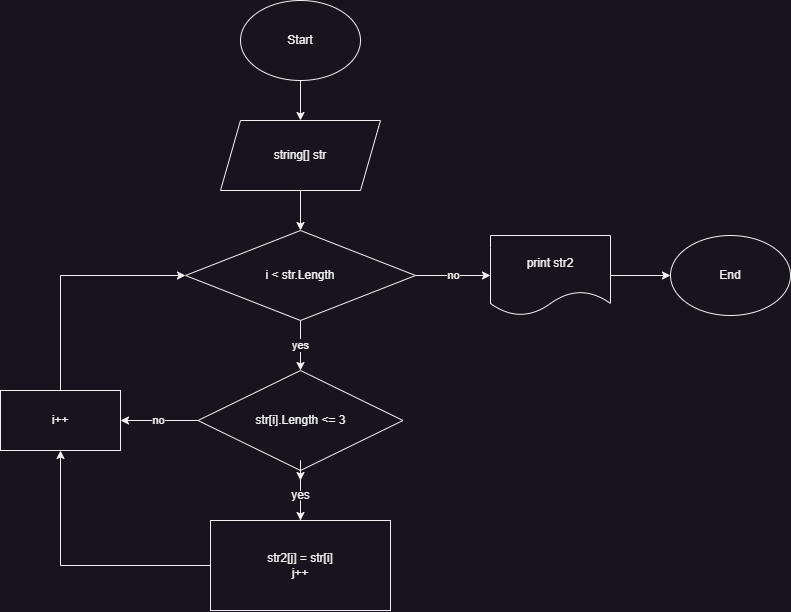 Start
string[] str
i < str.Length
no
print str2
End
yes
i++
no
str[i].Length <= 3
yes
str2[j] = str[i]
j++